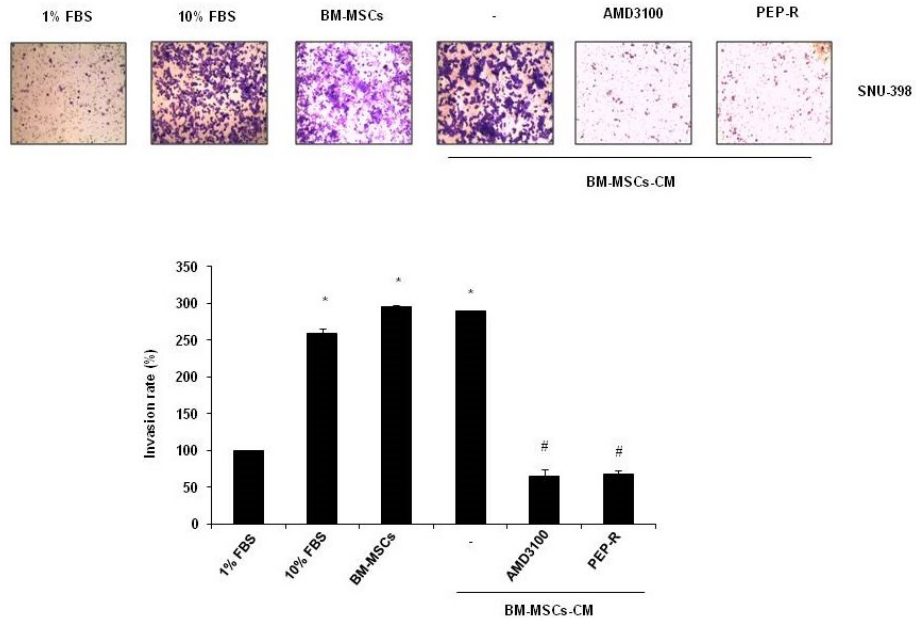 1% FBS 10% FBS BM-MSCs - AMD3100 PEP-R
SNU-398
BM-MSCs-CM
Invasion rate (%)
350
300
250
200
150
100
50
0
*
*
*
#
#
1% FBS 10% FBS BM-MSCs - AMD3100 PEP-R
BM-MSCs-CM